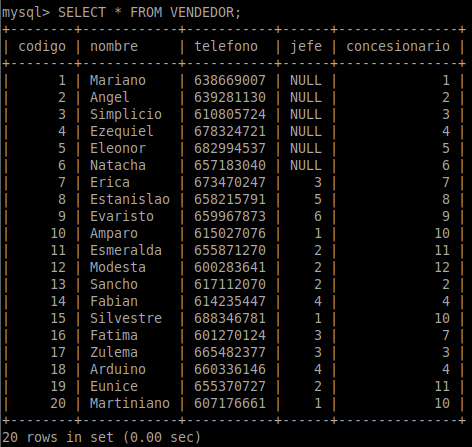 mysql> SELECT * FROM VENDEDOR;
+--------+------------+-----------+------+---------------+
| codigo | nombre     | telefono  | jefe | concesionario |
+--------+------------+-----------+------+---------------+
|      1 | Mariano    | 638669007 | NULL |             1 |
|      2 | Angel      | 639281130 | NULL |             2 |
|      3 | Simplicio  | 610805724 | NULL |             3 |
|      4 | Ezequiel   | 678324721 | NULL |             4 |
|      5 | Eleonor    | 682994537 | NULL |             5 |
|      6 | Natacha    | 657183040 | NULL |             6 |
|      7 | Erica      | 673470247 |    3 |             7 |
|      8 | Estanislao | 658215791 |    5 |             8 |
|      9 | Evaristo   | 659967873 |    6 |             9 |
|     10 | Amparo     | 615027076 |    1 |            10 |
|     11 | Esmeralda  | 655871270 |    2 |            11 |
|     12 | Modesta    | 600283641 |    2 |            12 |
|     13 | Sancho     | 617112070 |    2 |             2 |
|     14 | Fabian     | 614235447 |    4 |             4 |
|     15 | Silvestre  | 688346781 |    1 |            10 |
|     16 | Fatima     | 601270124 |    3 |             7 |
|     17 | Zulema     | 665482377 |    3 |             3 |
|     18 | Arduino    | 660336146 |    4 |             4 |
|     19 | Eunice     | 655370727 |    2 |            11 |
|     20 | Martiniano | 607176661 |    1 |            10 |
+--------+------------+-----------+------+---------------+
20 rows in set (0.00 sec)